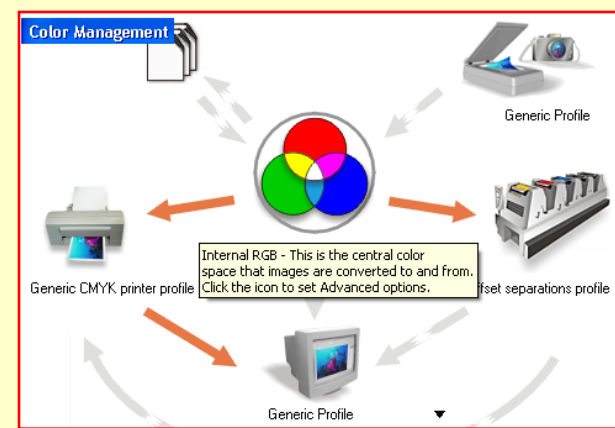 Color Management
Generic Profile
Internal RGB - This is the central color
space that images are converted to and from.
Click the icon to set Advanced options.
Generic CMYK printer profile
separations profile
Generic Profile